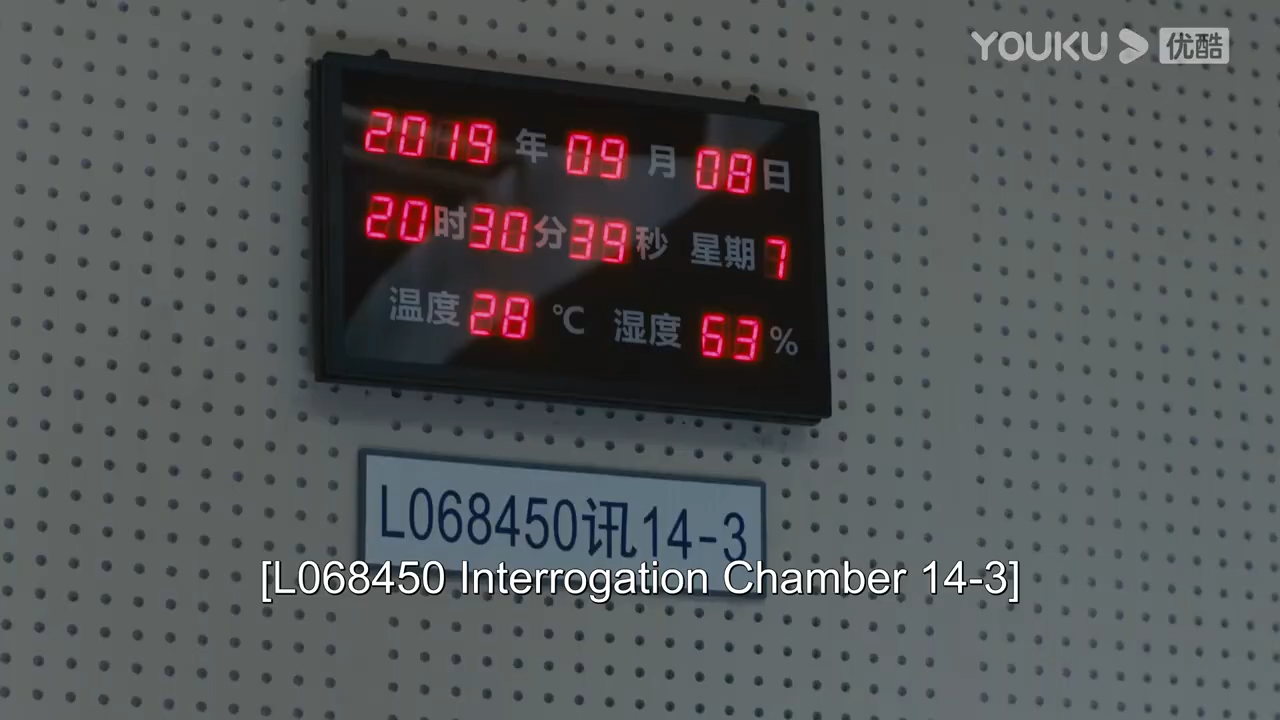 YOUKU 优酷
2019年09月08日
20时30分39秒 星期7
温度28℃ 湿度63%
L068450讯14-3
[L068450 Interrogation Chamber 14-3]